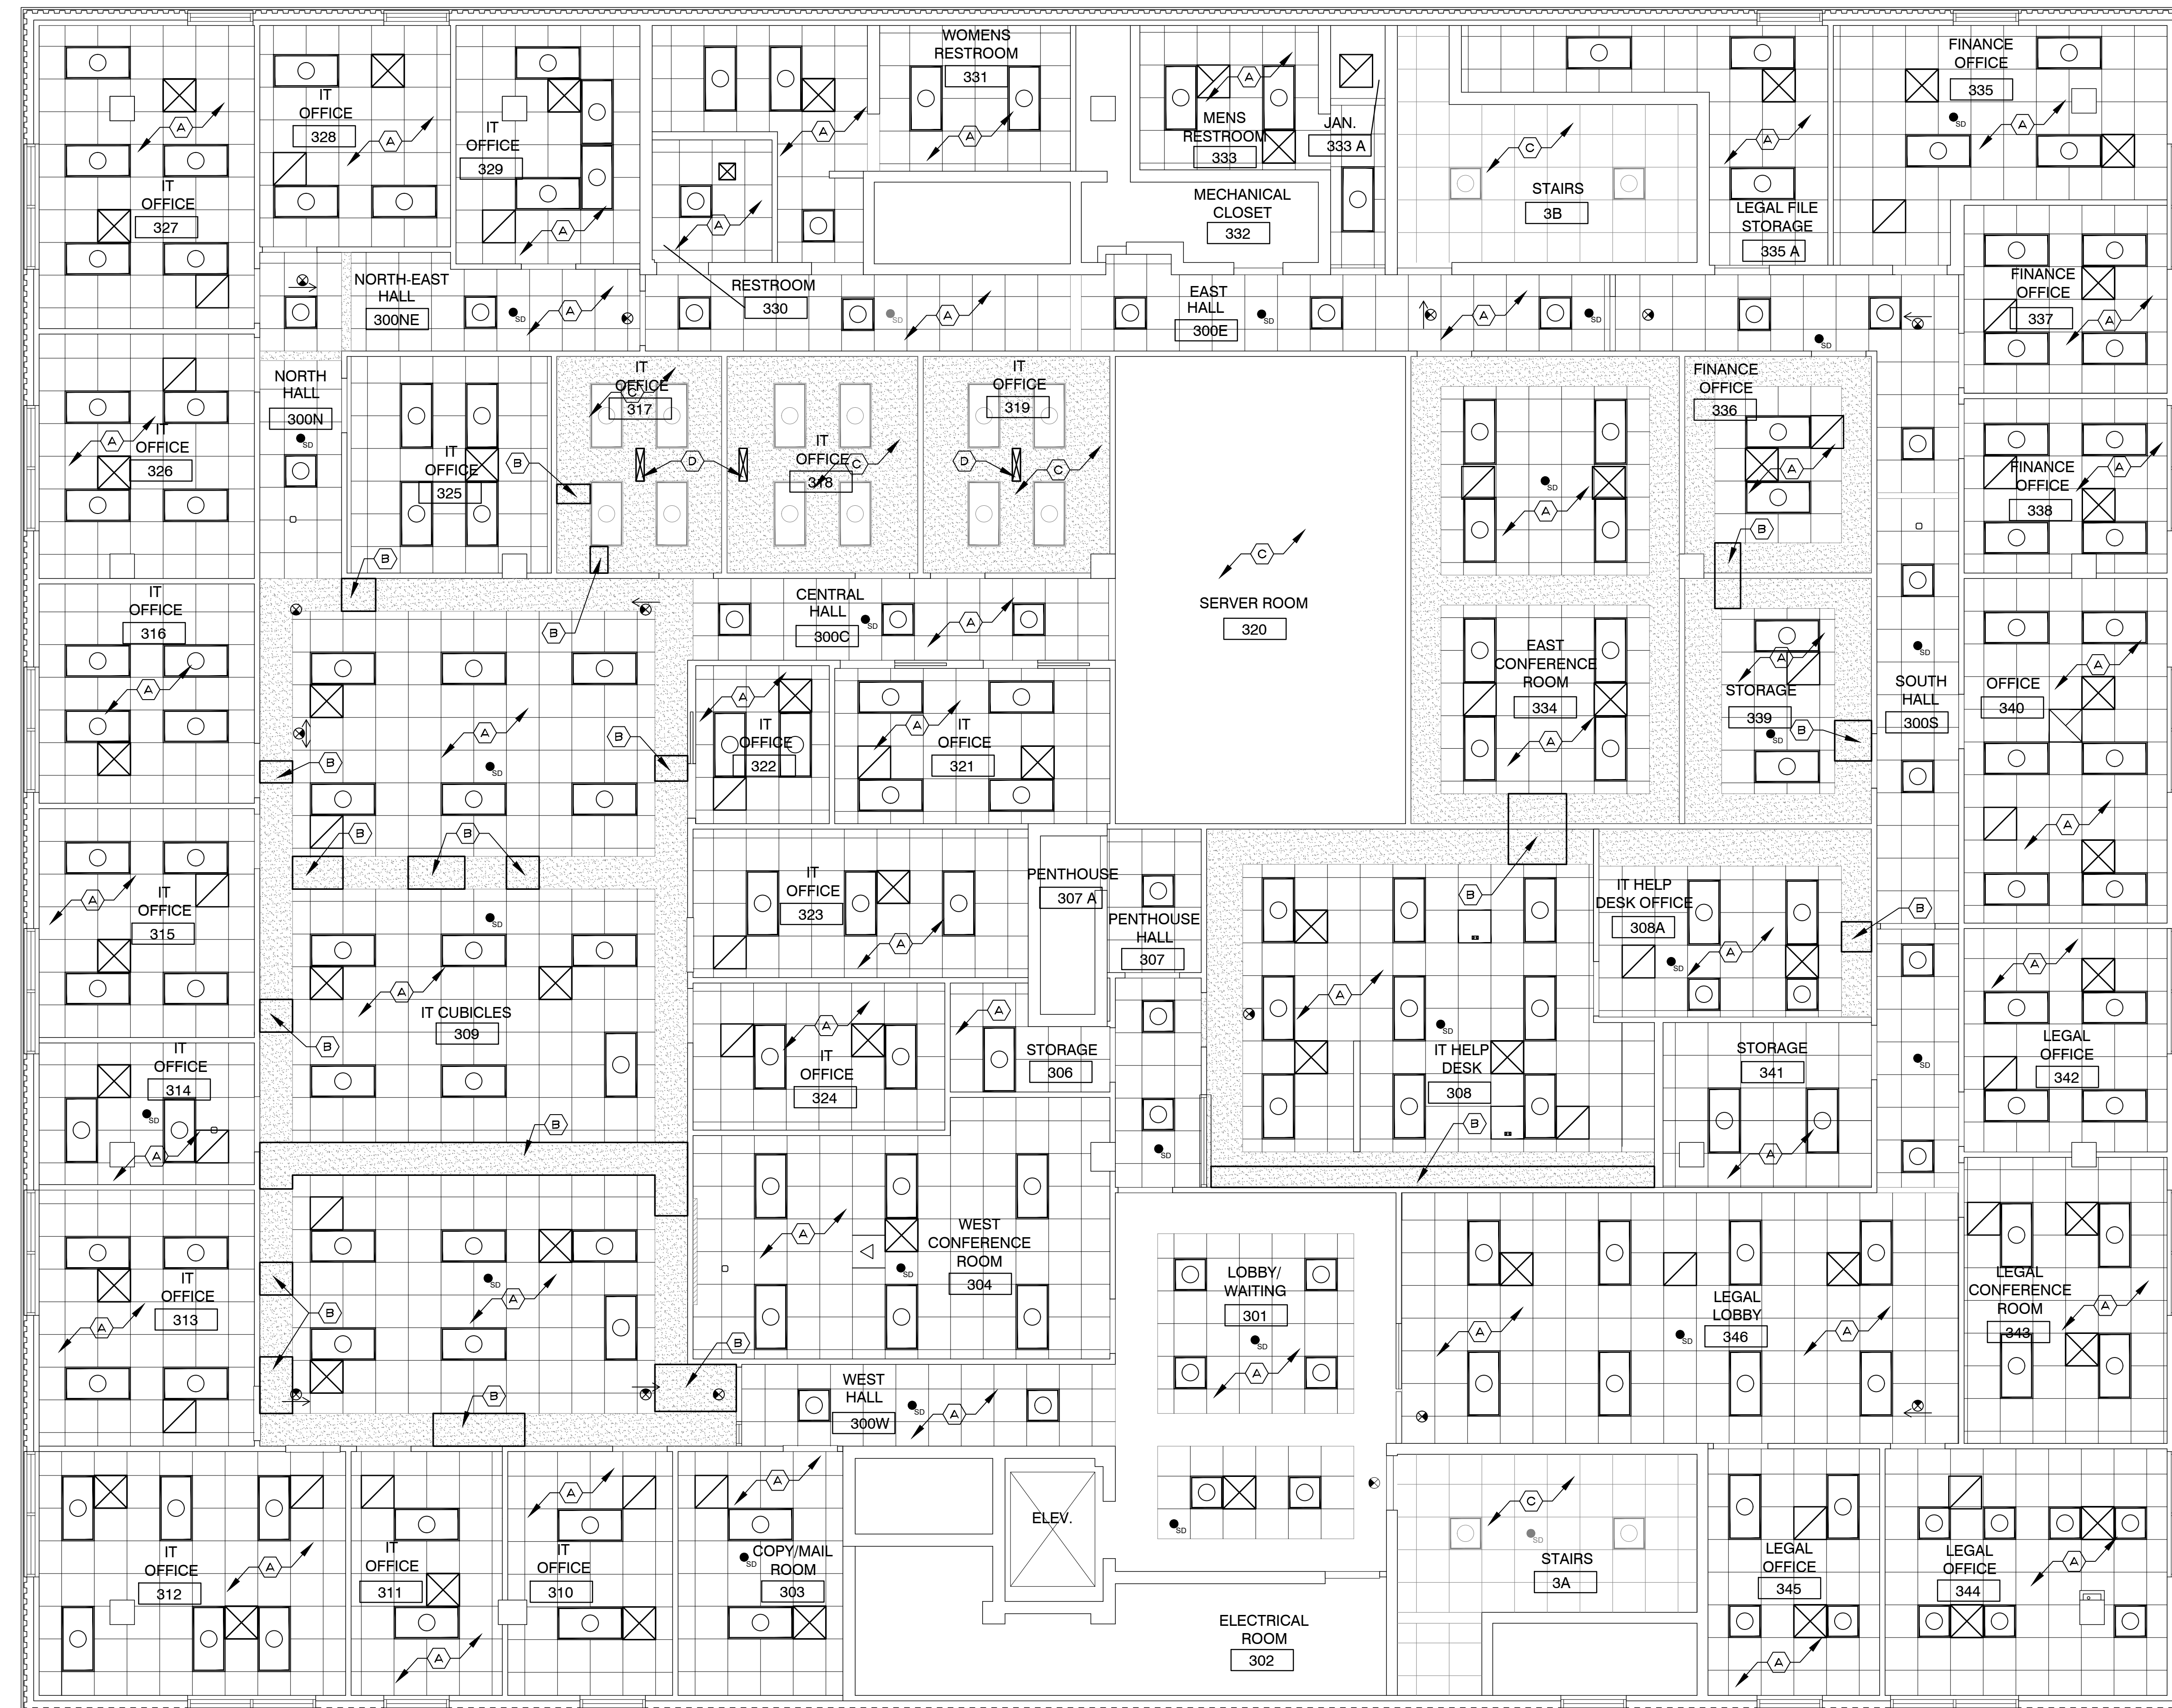 WOMENS
RESTROOM
331
FINANCE
OFFICE
335
IT
OFFICE
328
IT
OFFICE
329
MENS
RESTROOM
333
JAN.
333 A
IT
OFFICE
327
MECHANICAL
CLOSET
332
STAIRS
3B
LEGAL FILE
STORAGE
335 A
NORTH-EAST
HALL
300NE
RESTROOM
330
EAST
HALL
300E
FINANCE
OFFICE
337
NORTH
HALL
300N
IT
OFFICE
317
IT
OFFICE
318
IT
OFFICE
319
FINANCE
OFFICE
336
IT
OFFICE
326
IT
OFFICE
325
FINANCE
OFFICE
338
IT
OFFICE
316
CENTRAL
HALL
300C
SERVER ROOM
320
EAST
CONFERENCE
ROOM
334
STORAGE
339
SOUTH
HALL
300S
OFFICE
340
IT
OFFICE
322
IT
OFFICE
321
IT
OFFICE
315
IT
OFFICE
323
PENTHOUSE
307 A
PENTHOUSE
HALL
307
IT HELP
DESK OFFICE
308A
IT CUBICLES
309
IT
OFFICE
314
IT
OFFICE
324
STORAGE
306
IT HELP
DESK
308
STORAGE
341
LEGAL
OFFICE
342
IT
OFFICE
313
WEST
CONFERENCE
ROOM
304
LOBBY/
WAITING
301
LEGAL
LOBBY
346
LEGAL
CONFERENCE
ROOM
343
WEST
HALL
300W
IT
OFFICE
312
IT
OFFICE
311
IT
OFFICE
310
COPY/MAIL
ROOM
303
ELEV.
ELECTRICAL
ROOM
302
STAIRS
3A
LEGAL
OFFICE
345
LEGAL
OFFICE
344
A
B
C
D
SD